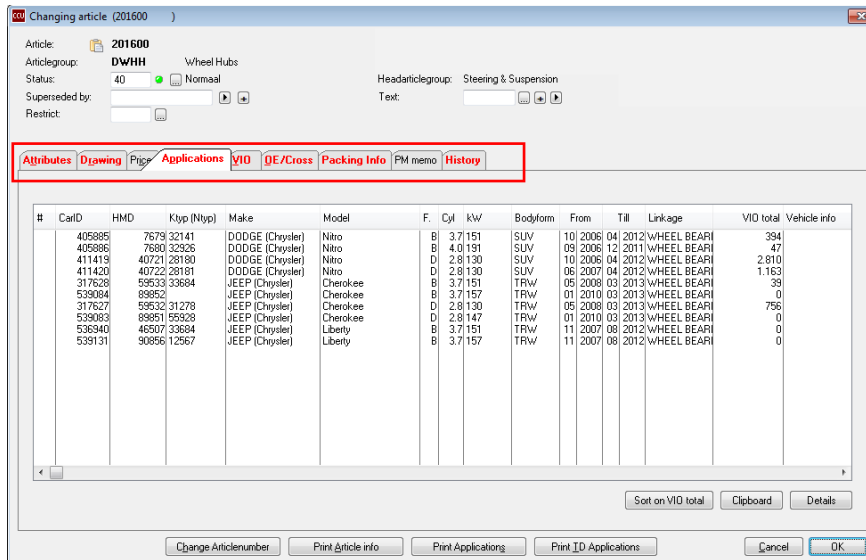 CCU Changing article (201600 )
Article: 201600
Articlegroup: DWHH Wheel Hubs
Status: 40 ... Normaal Headarticlegroup: Steering & Suspension
Superseded by: Text: ...
Restrict: ...
Attributes Drawing Price Applications VIO OE/Cross Packing Info PM memo History
# CarID HMD Ktyp (Ntyp) Make Model F. Cyl kW Bodyform From Till Linkage VIO total Vehicle info
405885 7679 32141 DODGE (Chrysler) Nitro B 3.7 151 SUV 10 2006 04 2012 WHEEL BEARI 394
405886 7680 32926 DODGE (Chrysler) Nitro B 4.0 191 SUV 09 2006 12 2011 WHEEL BEARI 47
411419 40721 28180 DODGE (Chrysler) Nitro D 2.8 130 SUV 10 2006 04 2012 WHEEL BEARI 2.810
411420 40722 28181 DODGE (Chrysler) Nitro D 2.8 130 SUV 06 2007 04 2012 WHEEL BEARI 1.163
317628 59533 33684 JEEP (Chrysler) Cherokee B 3.7 151 TRW 05 2008 03 2013 WHEEL BEARI 39
539084 89852 JEEP (Chrysler) Cherokee B 3.7 157 TRW 01 2010 03 2013 WHEEL BEARI 0
317627 59532 31278 JEEP (Chrysler) Cherokee D 2.8 130 TRW 05 2008 03 2013 WHEEL BEARI 756
539083 89851 55928 JEEP (Chrysler) Cherokee D 2.8 147 TRW 01 2010 03 2013 WHEEL BEARI 0
536940 46507 33684 JEEP (Chrysler) Liberty B 3.7 151 TRW 11 2007 08 2012 WHEEL BEARI 0
539131 90856 12567 JEEP (Chrysler) Liberty B 3.7 157 TRW 11 2007 08 2012 WHEEL BEARI 0
Sort on VIO total Clipboard Details
Change Articlenumber Print Article info Print Applications Print TD Applications Cancel OK